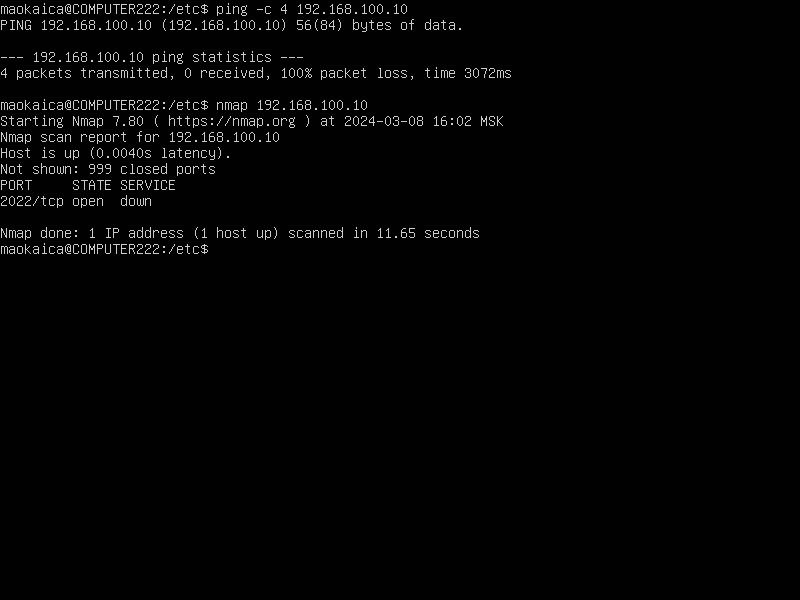 maokaica@COMPUTER222:/etc$ ping -c 4 192.168.100.10
PING 192.168.100.10 (192.168.100.10) 56(84) bytes of data.
--- 192.168.100.10 ping statistics ---
4 packets transmitted, 0 received, 100% packet loss, time 3072ms
maokaica@COMPUTER222:/etc$ nmap 192.168.100.10
Starting Nmap 7.80 ( https://nmap.org ) at 2024-03-08 16:02 MSK
Nmap scan report for 192.168.100.10
Host is up (0.0040s latency).
Not shown: 999 closed ports
PORT     STATE SERVICE
2022/tcp open  down
Nmap done: 1 IP address (1 host up) scanned in 11.65 seconds
maokaica@COMPUTER222:/etc$